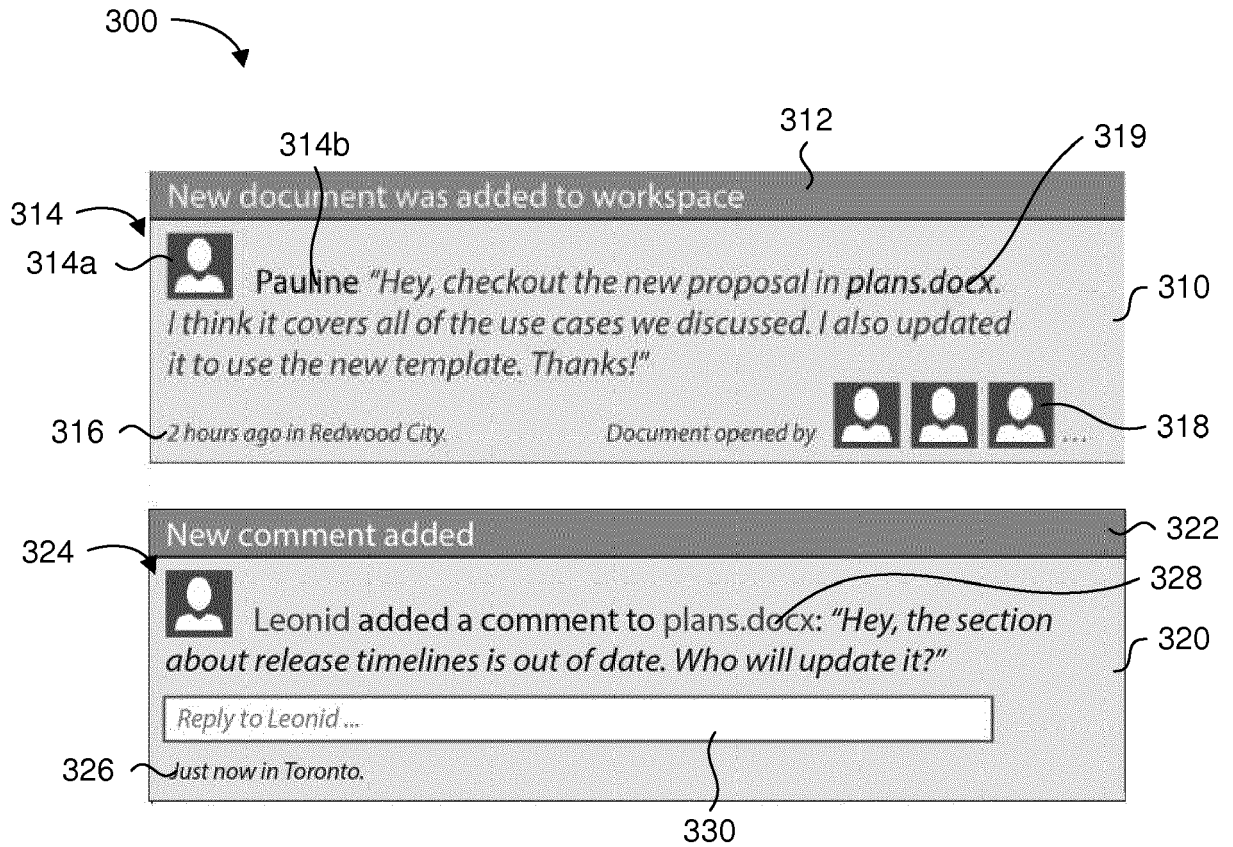 300
314b
312
319
New document was added to workspace
314
314a
Pauline “Hey, checkout the new proposal in plans.docx.
310
I think it covers all of the use cases we discussed. I also updated
it to use the new template. Thanks!”
316
2 hours ago in Redwood City.
Document opened by
...
318
New comment added
322
324
328
Leonid added a comment to plans.docx: “Hey, the section
320
about release timelines is out of date. Who will update it?”
Reply to Leonid ...
326
Just now in Toronto.
330